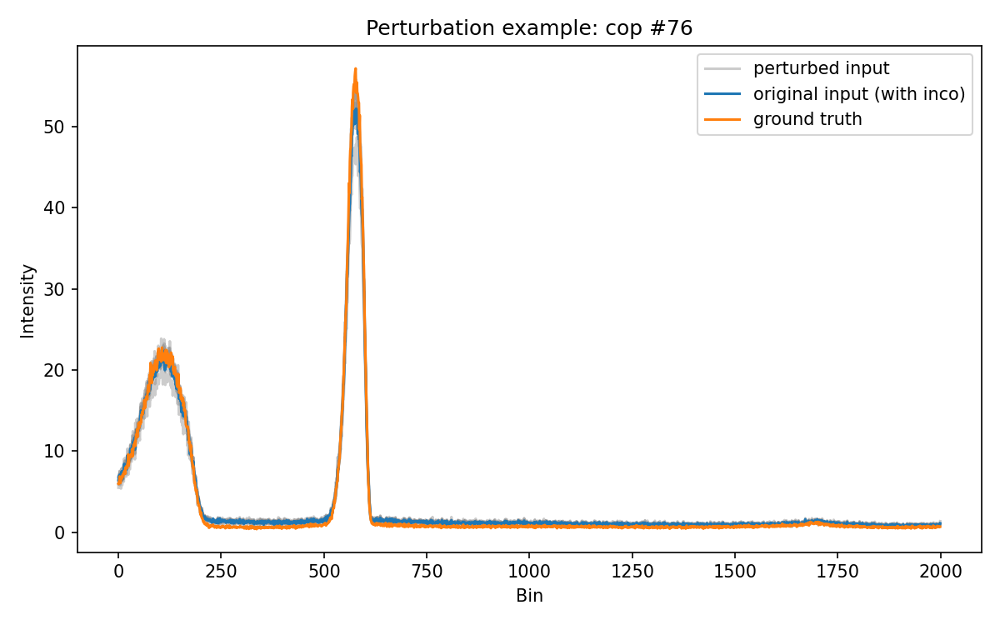 Perturbation example: cop #76
perturbed input
original input (with inco)
ground truth
Intensity
50
40
30
20
10
0
0 250 500 750 1000 1250 1500 1750 2000
Bin